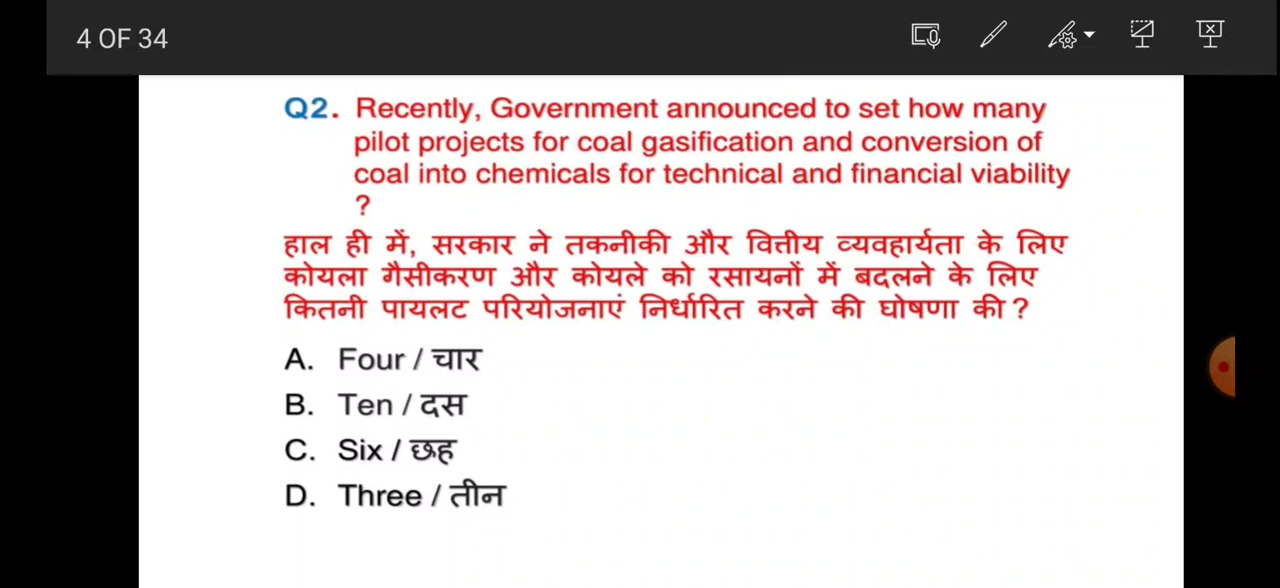 4 OF 34
Q2. Recently, Government announced to set how many
pilot projects for coal gasification and conversion of
coal into chemicals for technical and financial viability
?
हाल ही में, सरकार ने तकनीकी और वित्तीय व्यवहार्यता के लिए
कोयला गैसीकरण और कोयले को रसायनों में बदलने के लिए
कितनी पायलट परियोजनाएं निर्धारित करने की घोषणा की ?
A. Four / चार
B. Ten / दस
C. Six / छह
D. Three / तीन